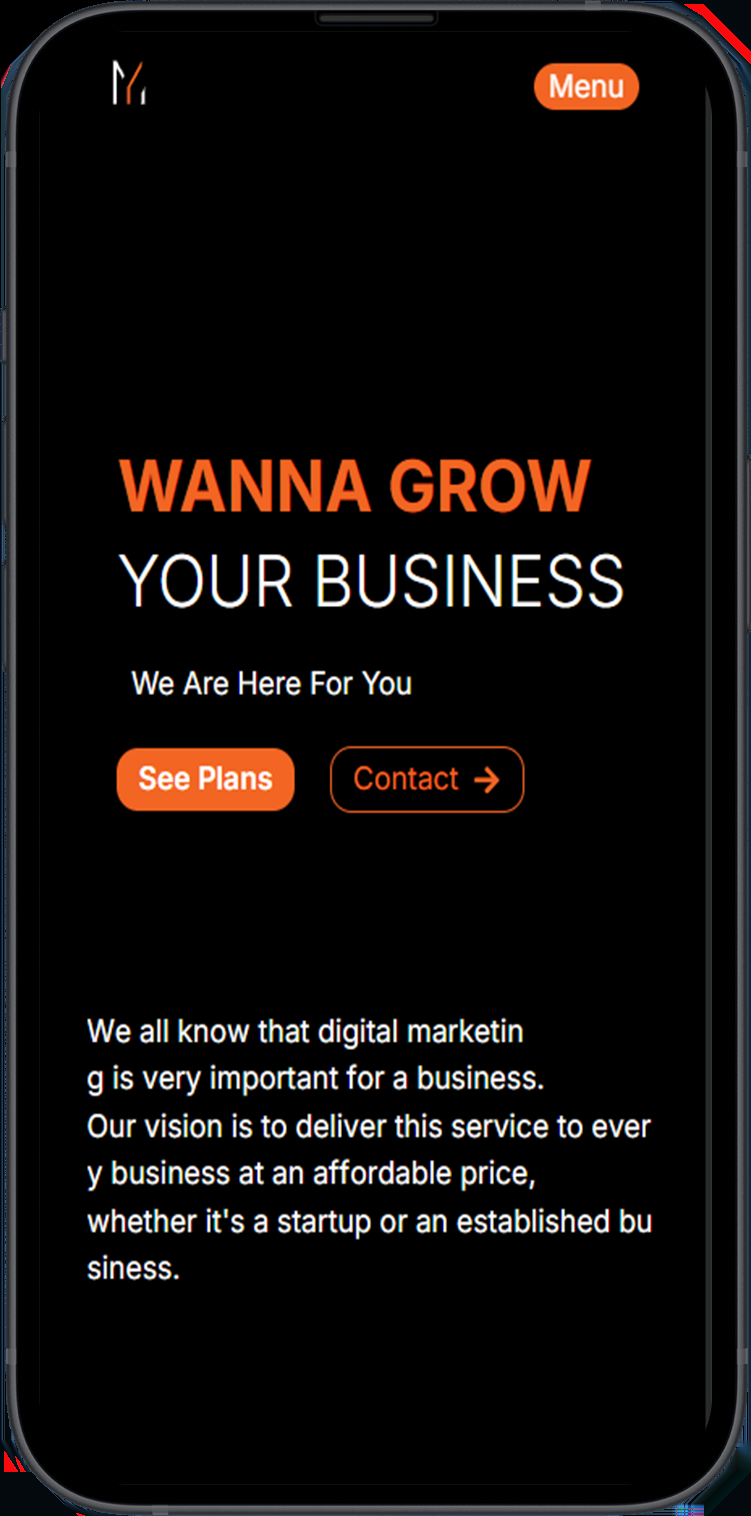 Menu
WANNA GROW
YOUR BUSINESS
We Are Here For You
See Plans
Contact →
We all know that digital marketin
g is very important for a business.
Our vision is to deliver this service to ever
y business at an affordable price,
whether it's a startup or an established bu
siness.